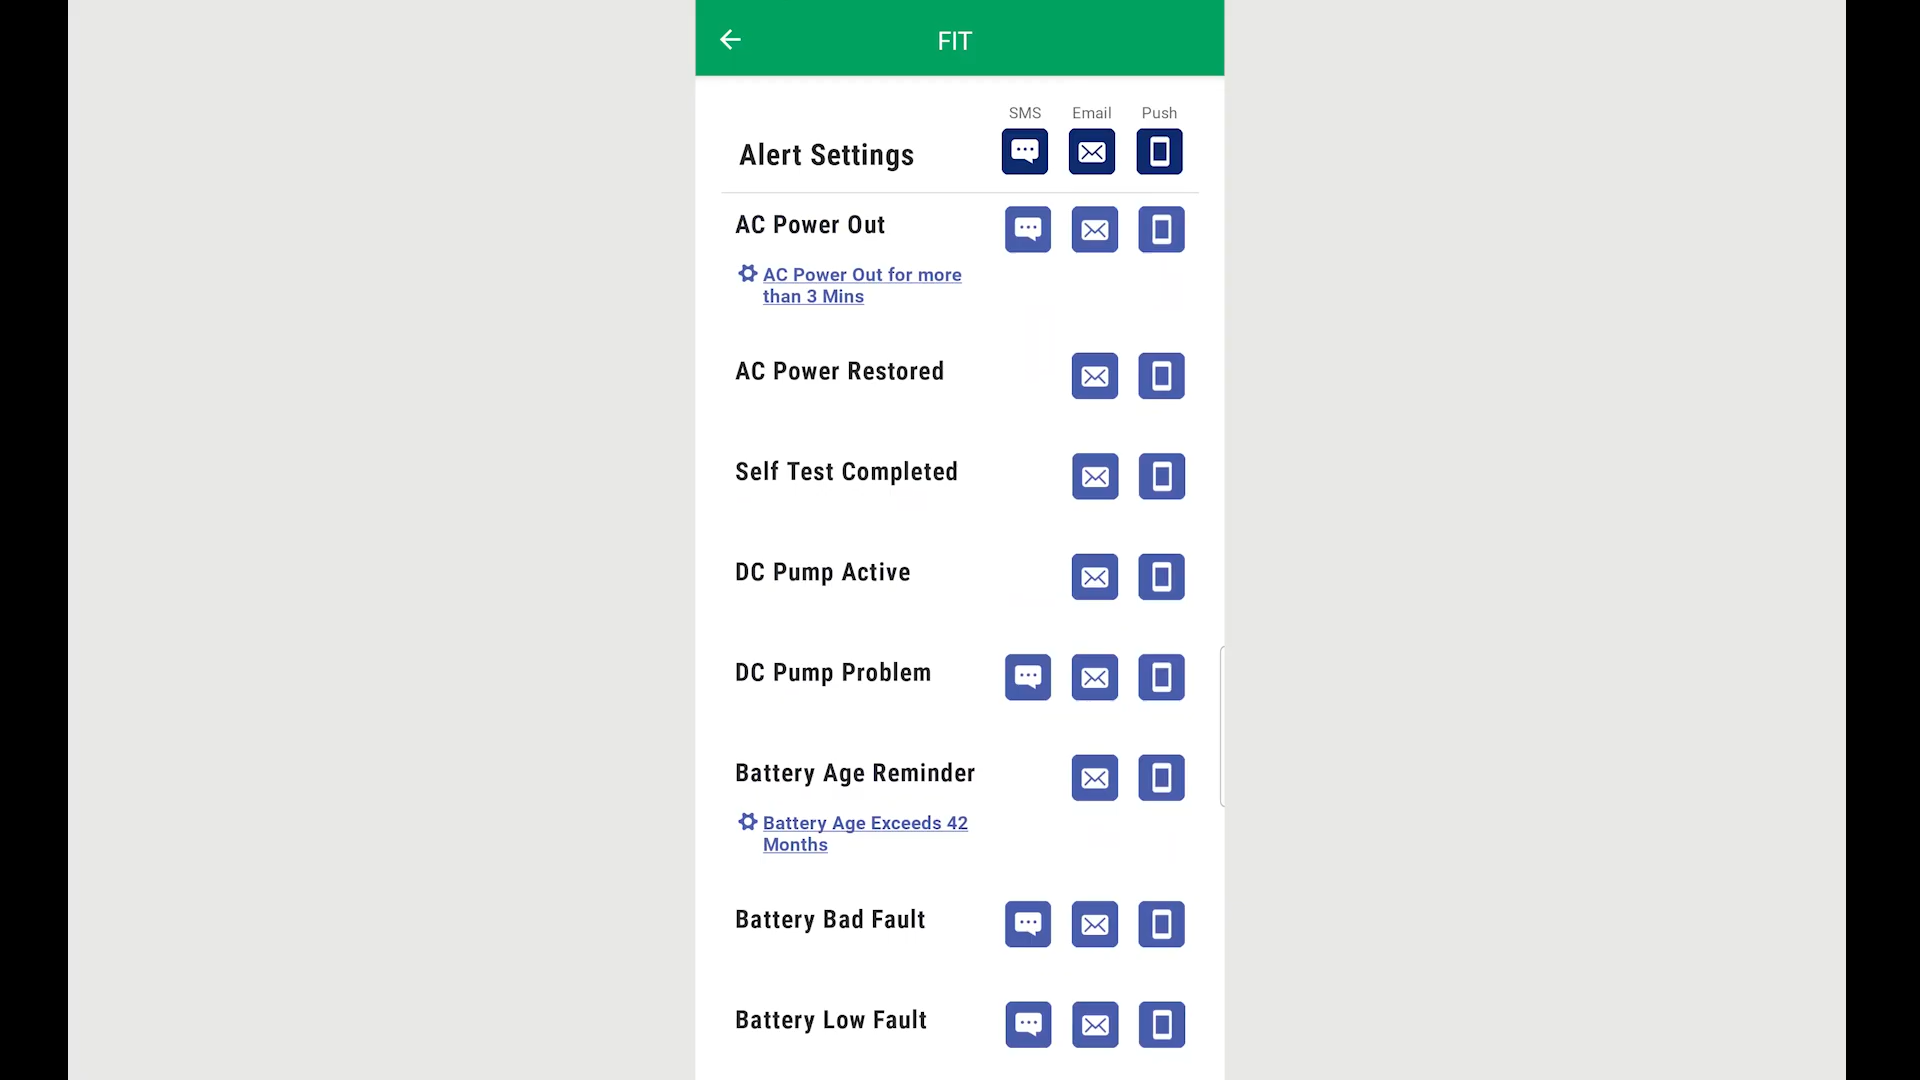 FIT
SMS Email Push
Alert Settings
AC Power Out
AC Power Out for more
than 3 Mins
AC Power Restored
Self Test Completed
DC Pump Active
DC Pump Problem
Battery Age Reminder
Battery Age Exceeds 42
Months
Battery Bad Fault
Battery Low Fault